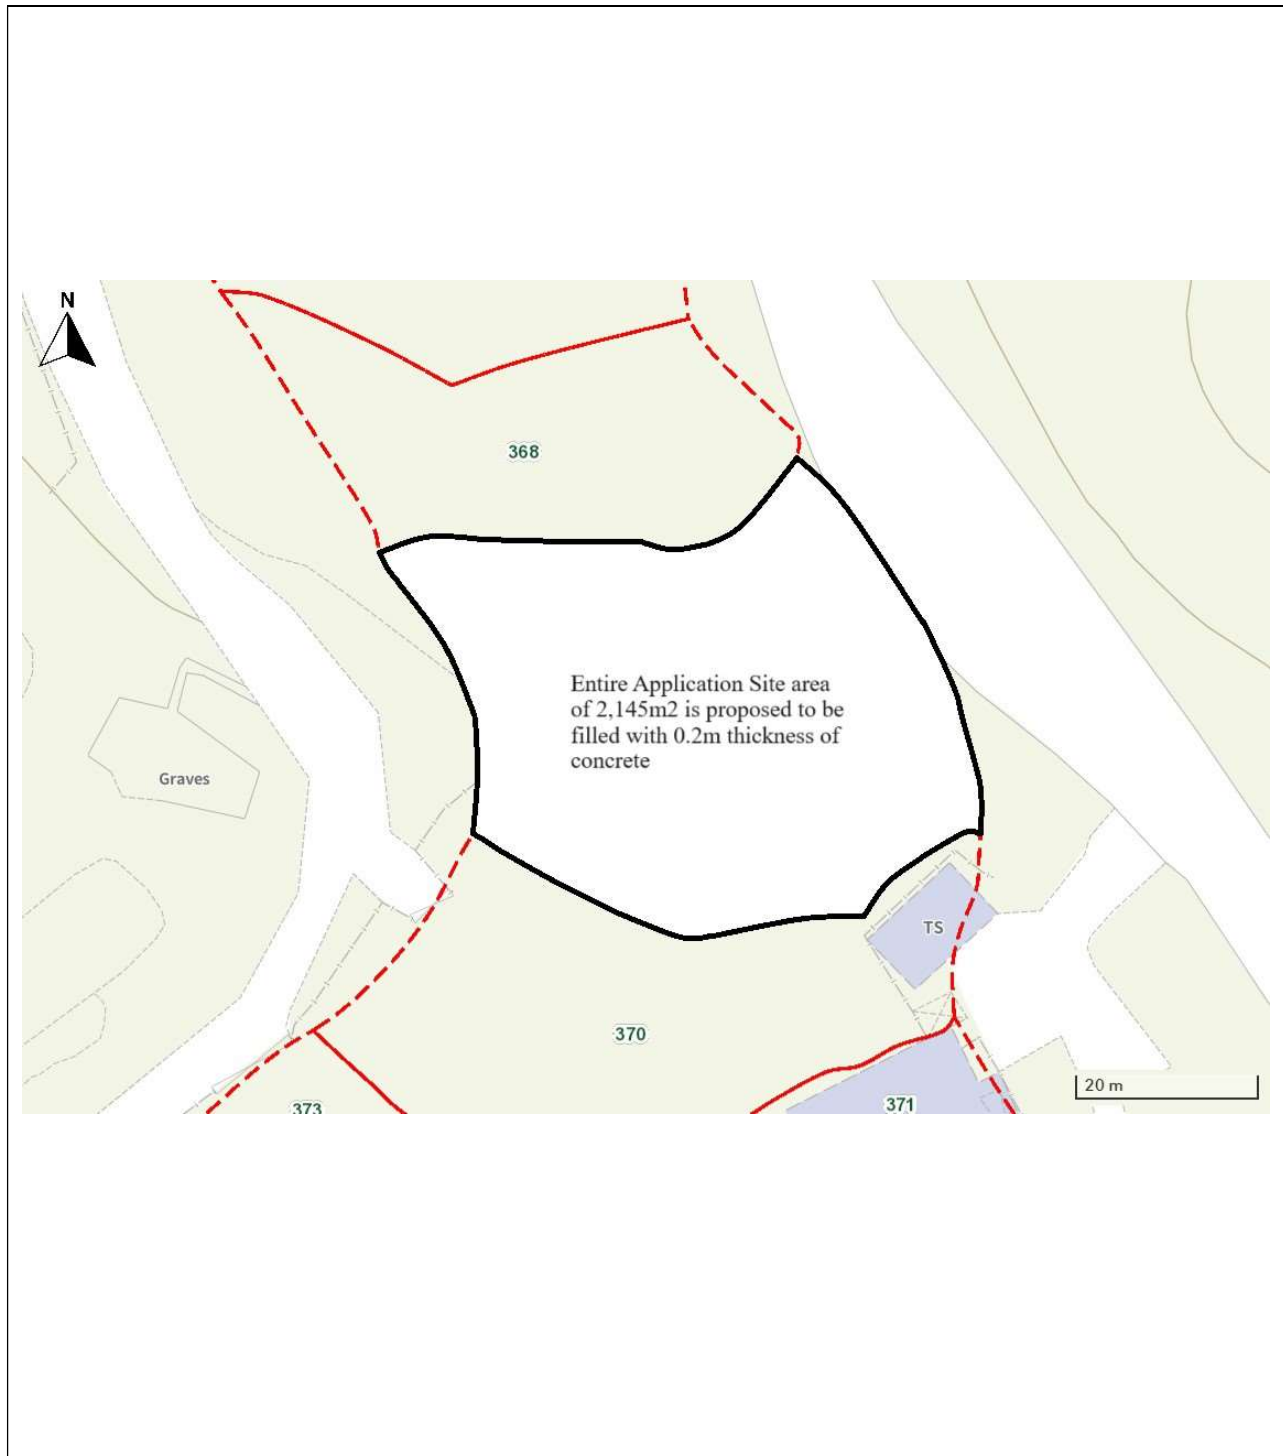 N
368
Entire Application Site area
of 2,145m2 is proposed to be
filled with 0.2m thickness of
concrete
Graves
TS
370
20 m
373
371